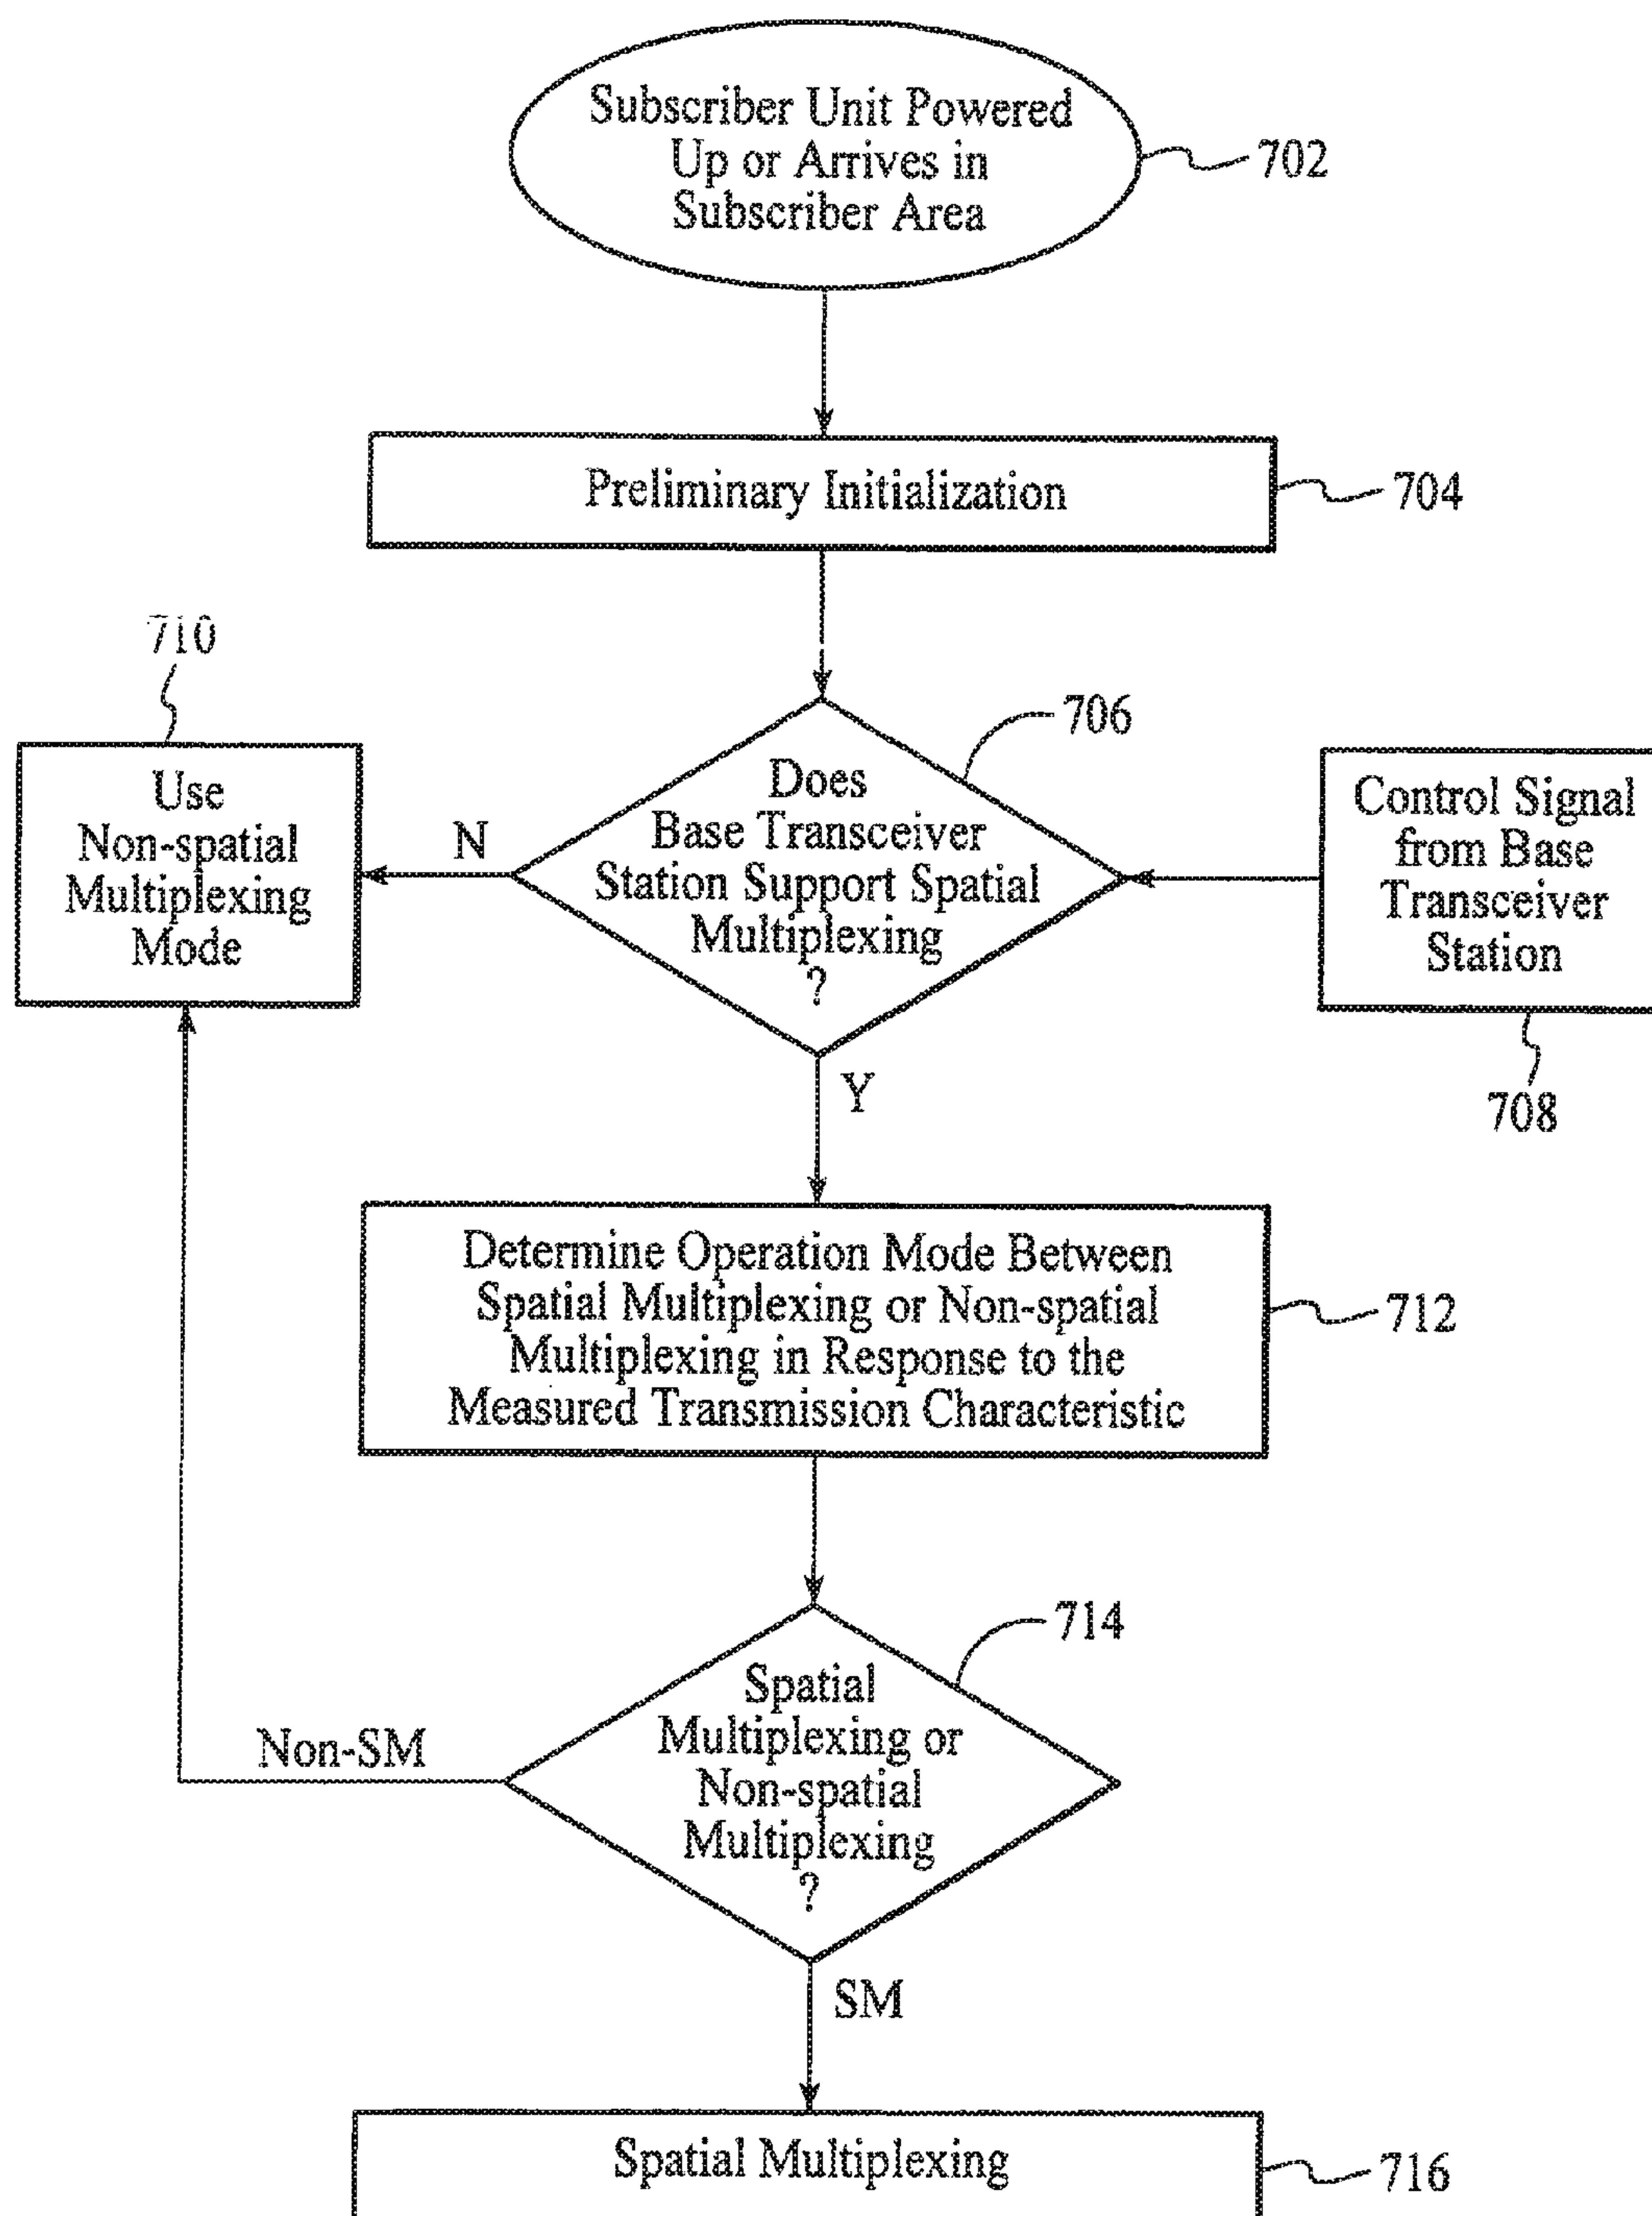 Subscriber Unit Powered
Up or Arrives in
Subscriber Area
702
Preliminary Initialization
704
710
Use
Non-spatial
Multiplexing
Mode
N
706
Does
Base Transceiver
Station Support Spatial
Multiplexing
?
Control Signal
from Base
Transceiver
Station
708
Y
Determine Operation Mode Between
Spatial Multiplexing or Non-spatial
Multiplexing in Response to the
Measured Transmission Characteristic
712
714
Spatial
Multiplexing or
Non-spatial
Multiplexing
?
Non-SM
SM
Spatial Multiplexing
716